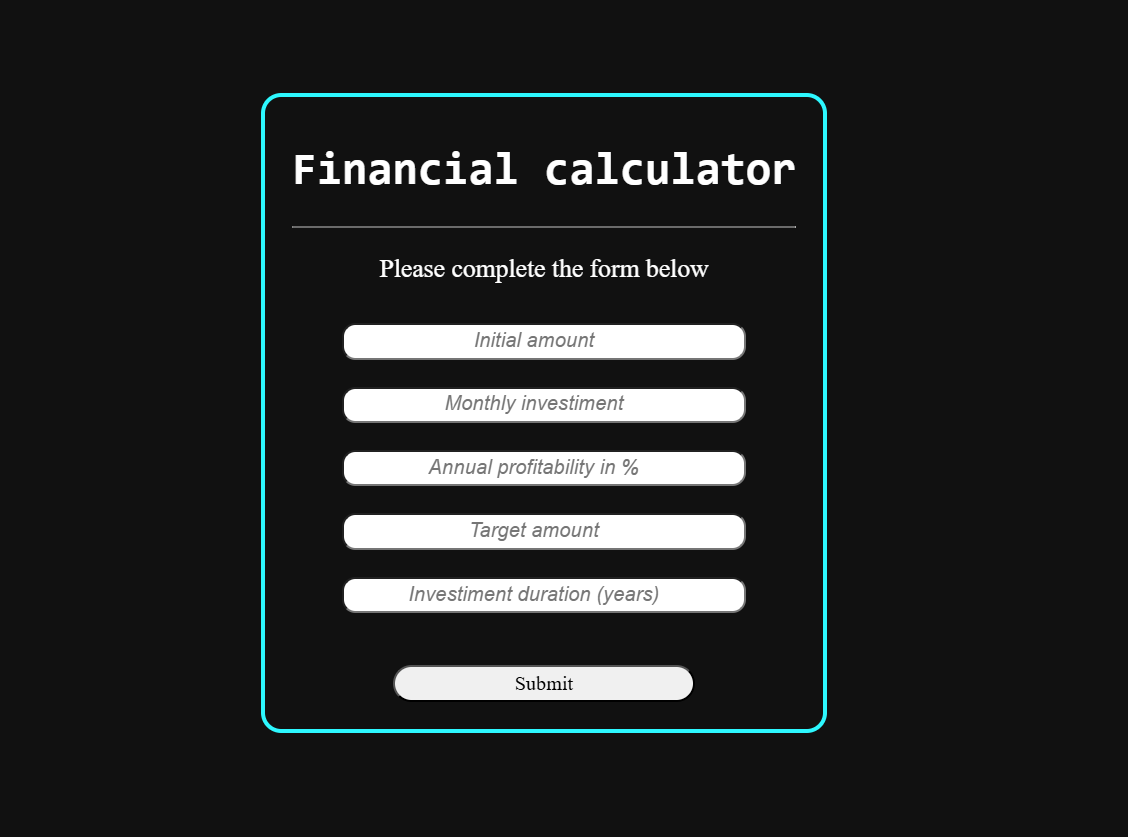 Financial calculator
Please complete the form below
Initial amount
Monthly investiment
Annual profitability in %
Target amount
Investiment duration (years)
Submit